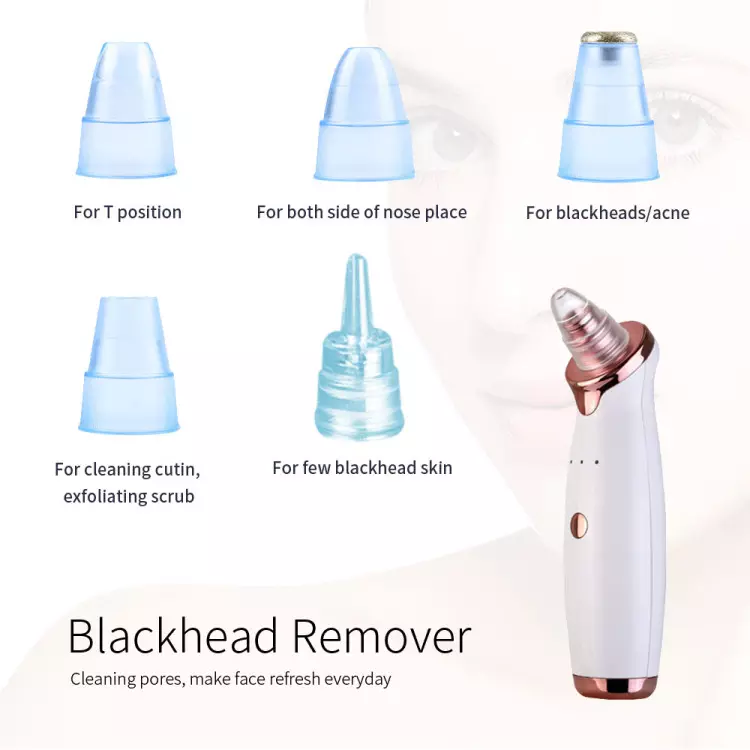 For T position
For both side of nose place
For blackheads/acne
For cleaning cutin,
exfoliating scrub
For few blackhead skin
Blackhead Remover
Cleaning pores, make face refresh everyday